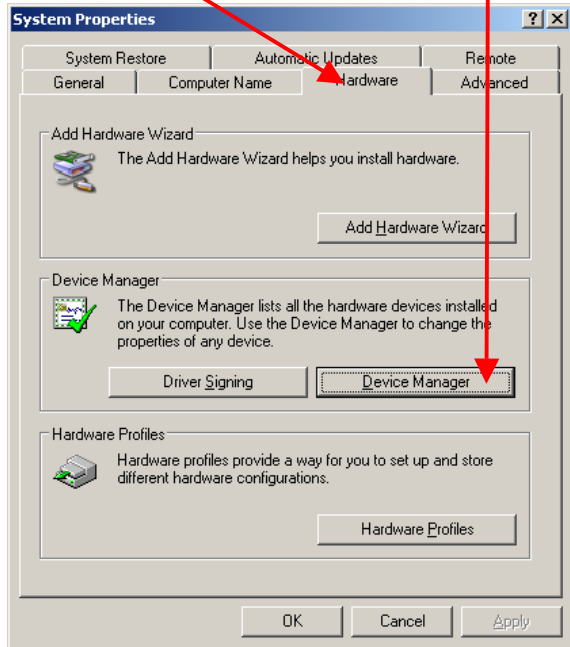 System Properties
System Restore Automatic Updates Remote
General Computer Name Hardware Advanced
Add Hardware Wizard
The Add Hardware Wizard helps you install hardware.
Add Hardware Wizard
Device Manager
The Device Manager lists all the hardware devices installed
on your computer. Use the Device Manager to change the
properties of any device.
Driver Signing Device Manager
Hardware Profiles
Hardware profiles provide a way for you to set up and store
different hardware configurations.
Hardware Profiles
OK Cancel Apply